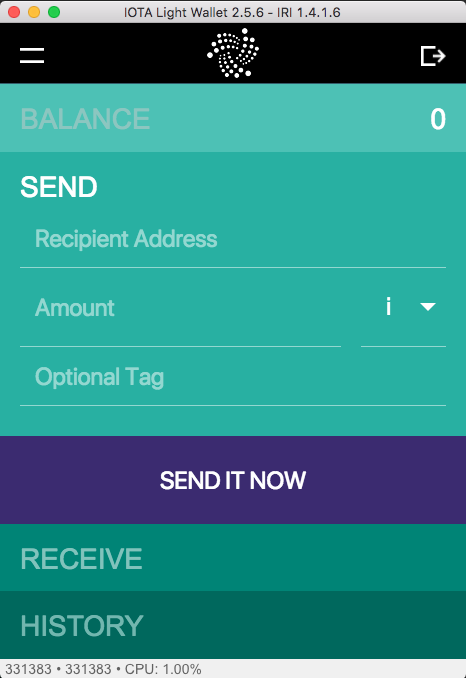 IOTA Light Wallet 2.5.6 - IRI 1.4.1.6
BALANCE 0
SEND
Recipient Address
Amount i
Optional Tag
SEND IT NOW
RECEIVE
HISTORY
331383 • 331383 • CPU: 1.00%